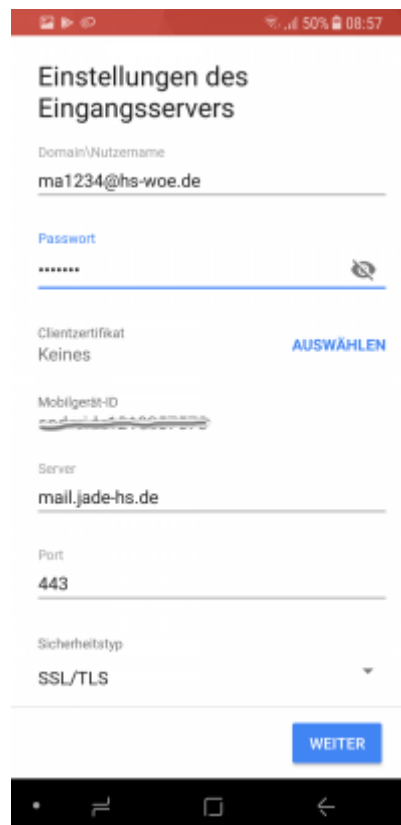 50% 08:57
Einstellungen des
Eingangsservers
Domain\Nutzername
ma1234@hs-woe.de
Passwort
•••••••
Clientzertifikat
Keines
AUSWÄHLEN
Mobilgerät-ID
Server
mail.jade-hs.de
Port
443
Sicherheitstyp
SSL/TLS
WEITER